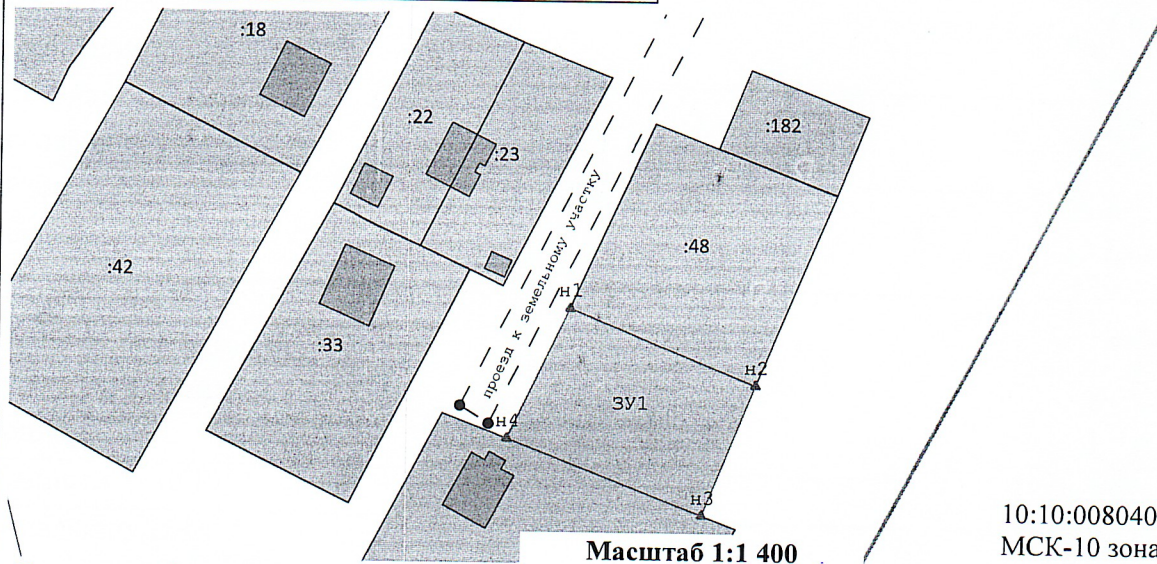 :18
:182
:22
:23
:48
:42
проезд к земельному участку
н1
:33
н2
ЗУ1
н4
н3
10:10:008040
Масштаб 1:1 400
МСК-10 зона